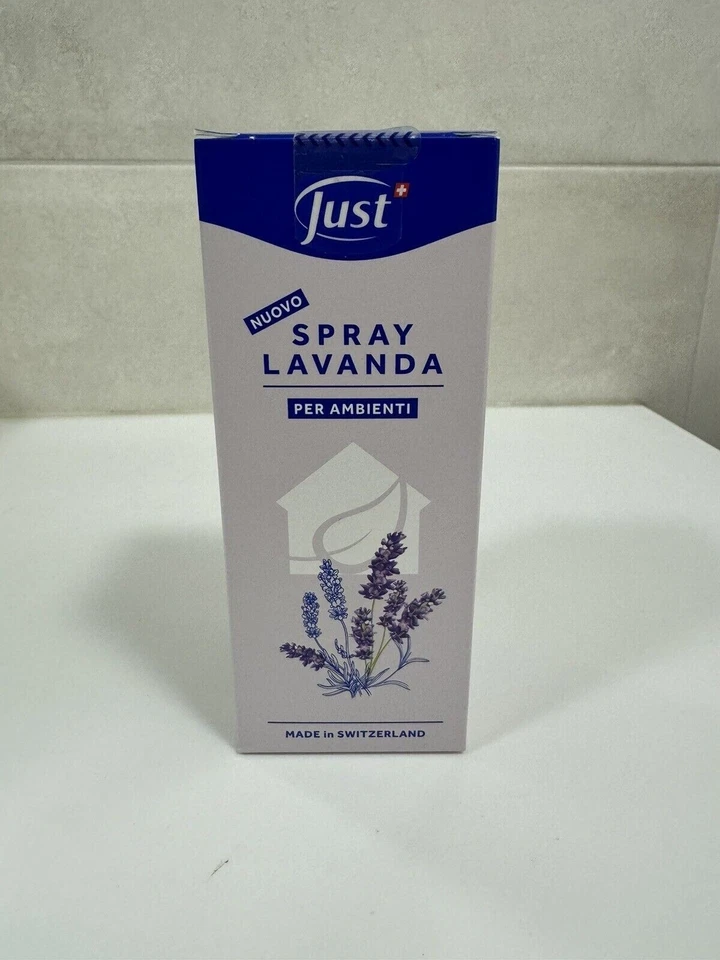 Just
NUOVO
SPRAY
LAVANDA
PER AMBIENTI
MADE in SWITZERLAND